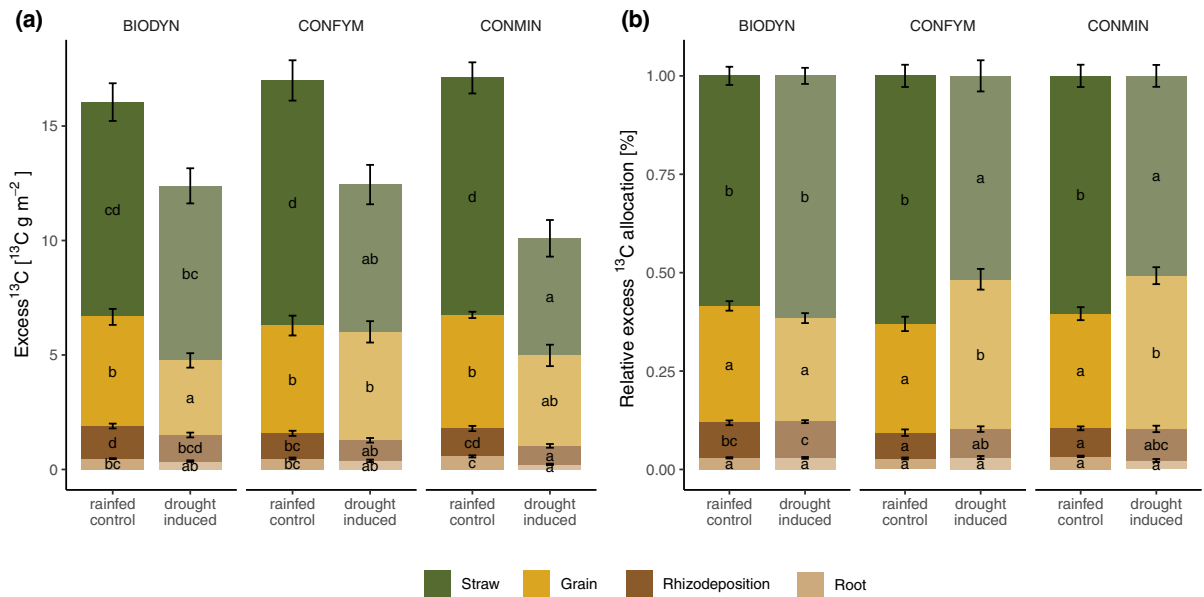 (a)
BIODYN
CONFYM
CONMIN
Excess¹³C [¹³C g m⁻²]
15
10
5
0
cd
b
d
bc
bc
a
bcd
ab
d
b
bc
bc
ab
b
ab
ab
d
b
cd
c
a
ab
a
a
rainfed control
drought induced
rainfed control
drought induced
rainfed control
drought induced
(b)
BIODYN
CONFYM
CONMIN
Relative excess ¹³C allocation [%]
1.00
0.75
0.50
0.25
0.00
b
a
bc
a
b
a
c
a
b
a
a
a
a
b
ab
a
b
a
a
a
a
b
abc
a
rainfed control
drought induced
rainfed control
drought induced
rainfed control
drought induced
Straw
Grain
Rhizodeposition
Root